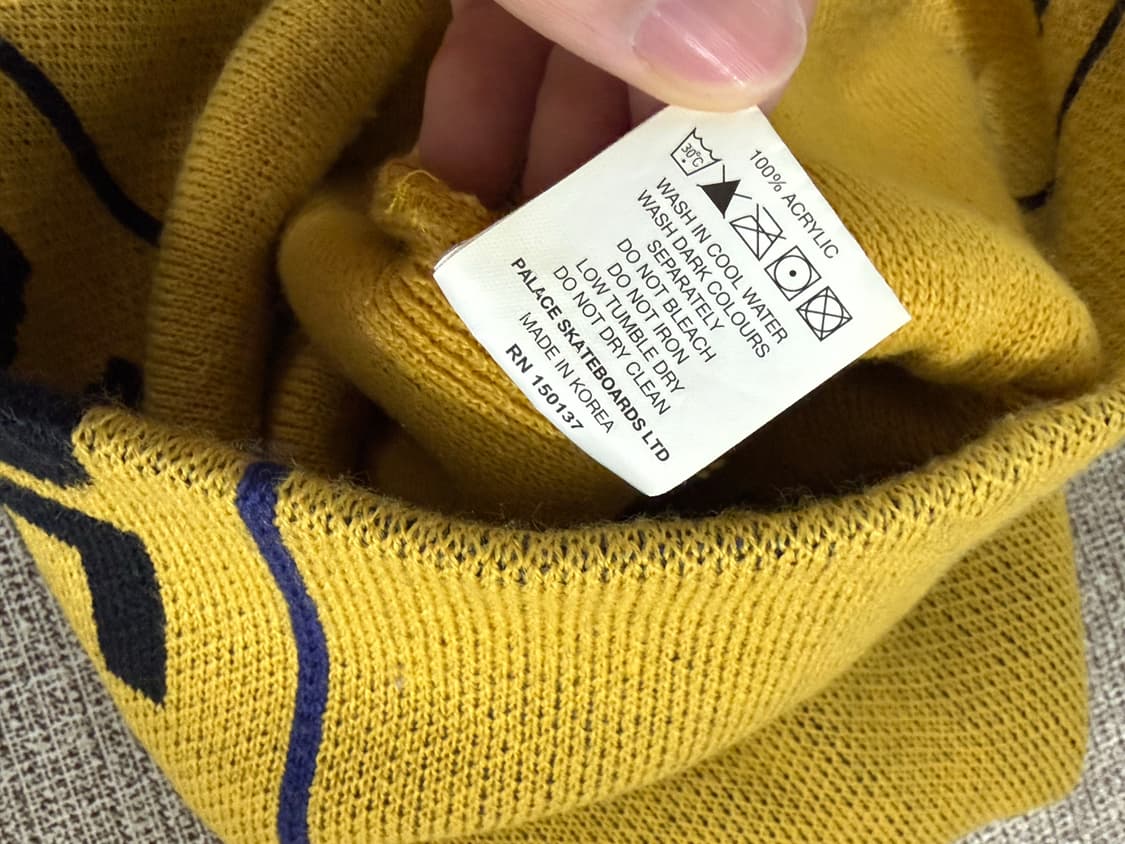 100% ACRYLIC
30°C
WASH IN COOL WATER
WASH DARK COLOURS
SEPARATELY
DO NOT BLEACH
DO NOT IRON
LOW TUMBLE DRY
DO NOT DRY CLEAN
PALACE SKATEBOARDS LTD
MADE IN KOREA
RN 150137